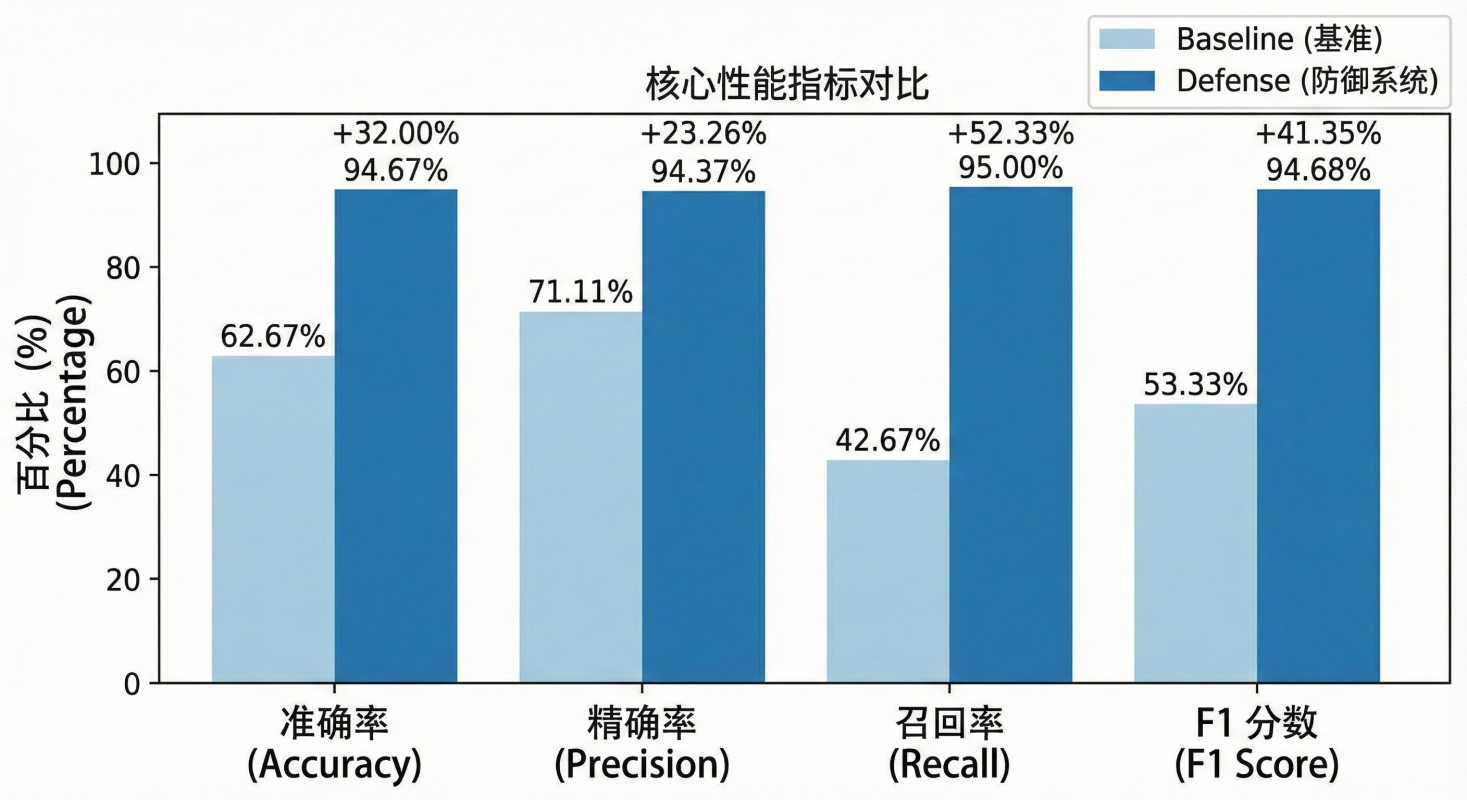 Baseline (基准)
Defense (防御系统)
核心性能指标对比
百分比 (%)
(Percentage)
100
80
60
40
20
0
+32.00%
+23.26%
+52.33%
+41.35%
94.67%
94.37%
95.00%
94.68%
62.67%
71.11%
42.67%
53.33%
准确率
(Accuracy)
精确率
(Precision)
召回率
(Recall)
F1 分数
(F1 Score)